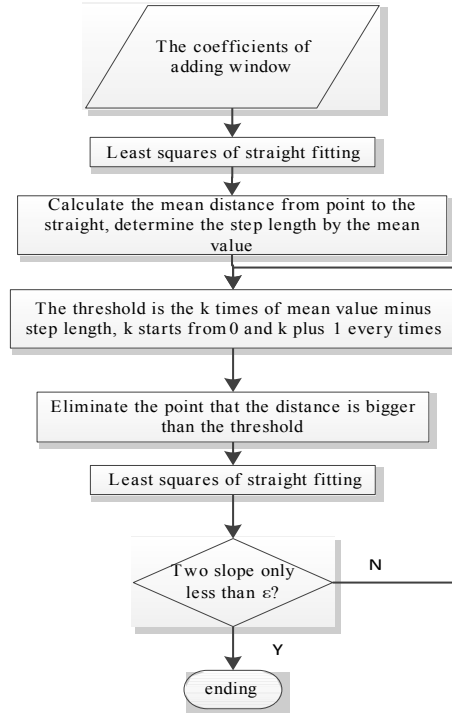 The coefficients of
adding window
Least squares of straight fitting
Calculate the mean distance from point to the
straight, determine the step length by the mean
value
The threshold is the k times of mean value minus
step length, k starts from 0 and k plus 1 every times
Eliminate the point that the distance is bigger
than the threshold
Least squares of straight fitting
Two slope only
less than ε?
N
Y
ending